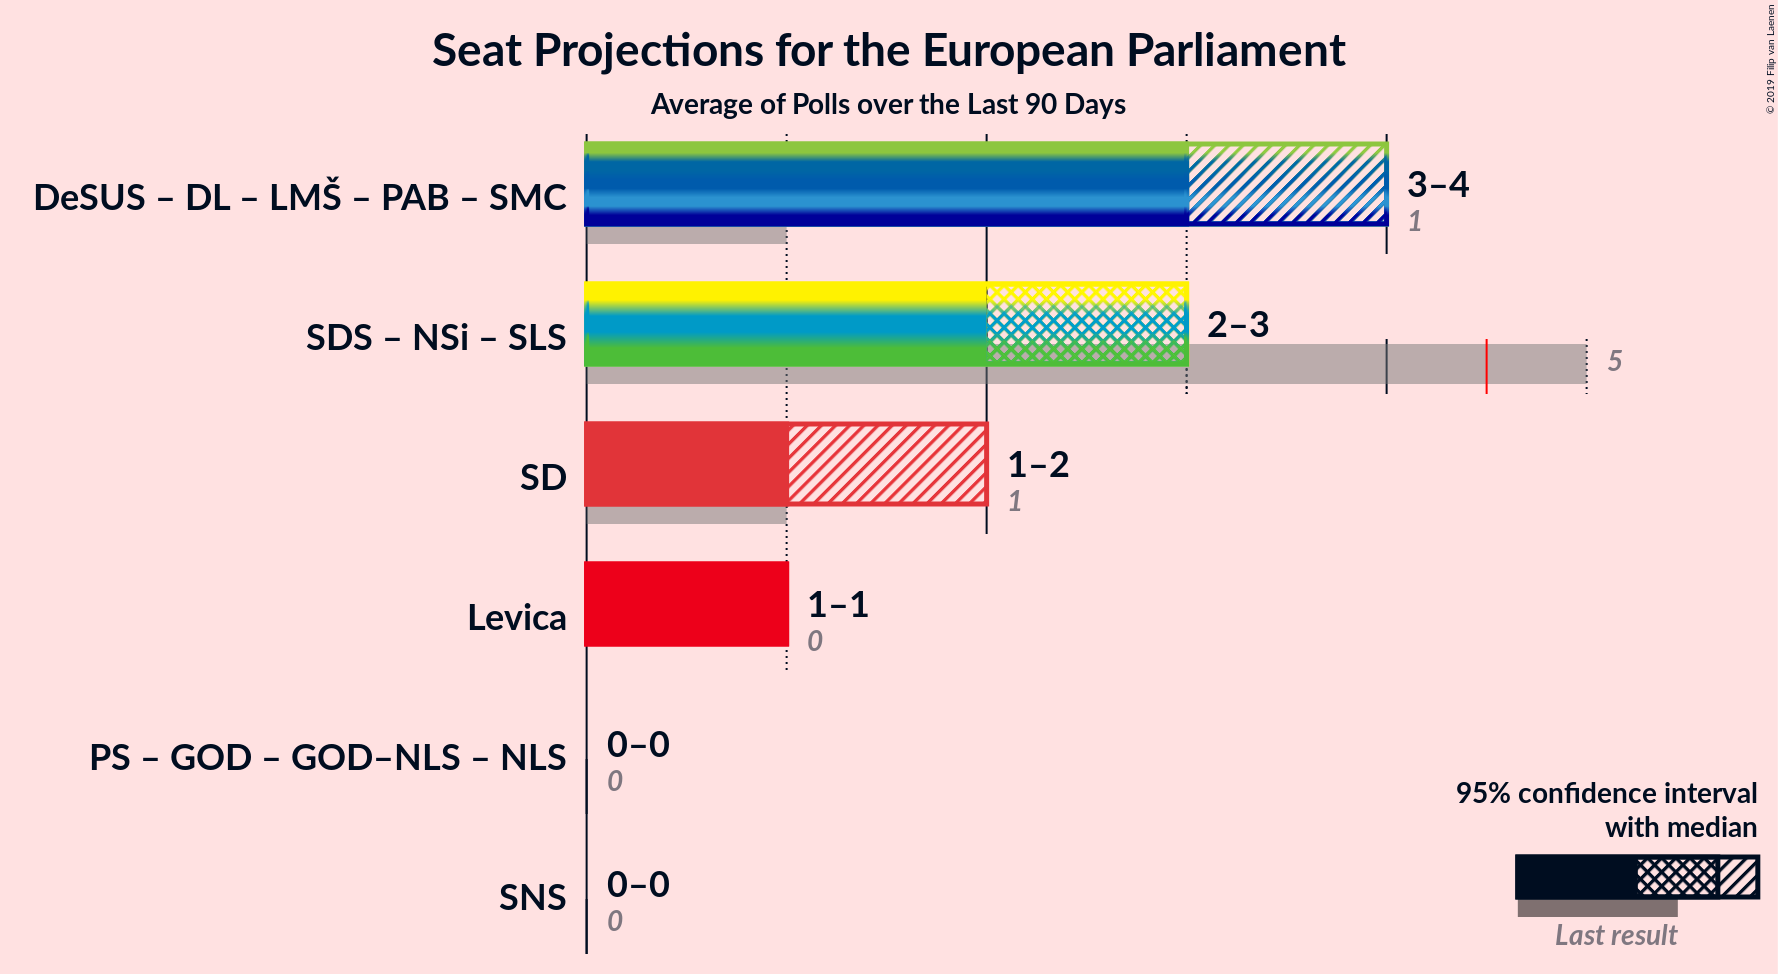 Seat Projections for the European Parliament
Average of Polls over the Last 90 Days
© 2019 Filip van Laenen
DeSUS – DL – LMŠ – PAB – SMC
3–4
1
SDS – NSi – SLS
2–3
5
SD
1–2
1
Levica
1–1
0
PS – GOD – GOD–NLS – NLS
0–0
0
SNS
0–0
0
95% confidence interval
with median
Last result